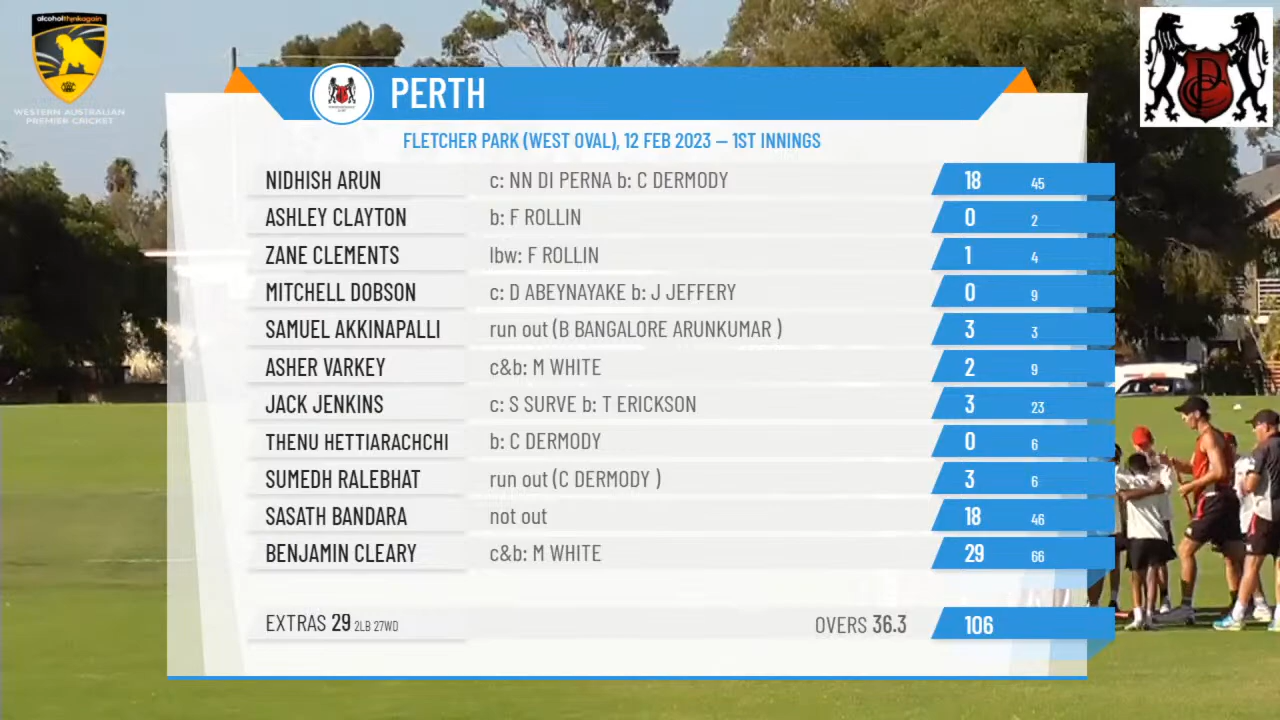 alcoholthinkagain
WESTERN AUSTRALIAN
PREMIER CRICKET
PERTH
FLETCHER PARK (WEST OVAL), 12 FEB 2023 – 1ST INNINGS
NIDHISH ARUN c: NN DI PERNA b: C DERMODY 18 45
ASHLEY CLAYTON b: F ROLLIN 0 2
ZANE CLEMENTS lbw: F ROLLIN 1 4
MITCHELL DOBSON c: D ABEYNAYAKE b: J JEFFERY 0 9
SAMUEL AKKINAPALLI run out (B BANGALORE ARUNKUMAR ) 3 3
ASHER VARKEY c&b: M WHITE 2 9
JACK JENKINS c: S SURVE b: T ERICKSON 3 23
THENU HETTIARACHCHI b: C DERMODY 0 6
SUMEDH RALEBHAT run out (C DERMODY ) 3 6
SASATH BANDARA not out 18 46
BENJAMIN CLEARY c&b: M WHITE 29 66
EXTRAS 29 2LB 27WD OVERS 36.3 106